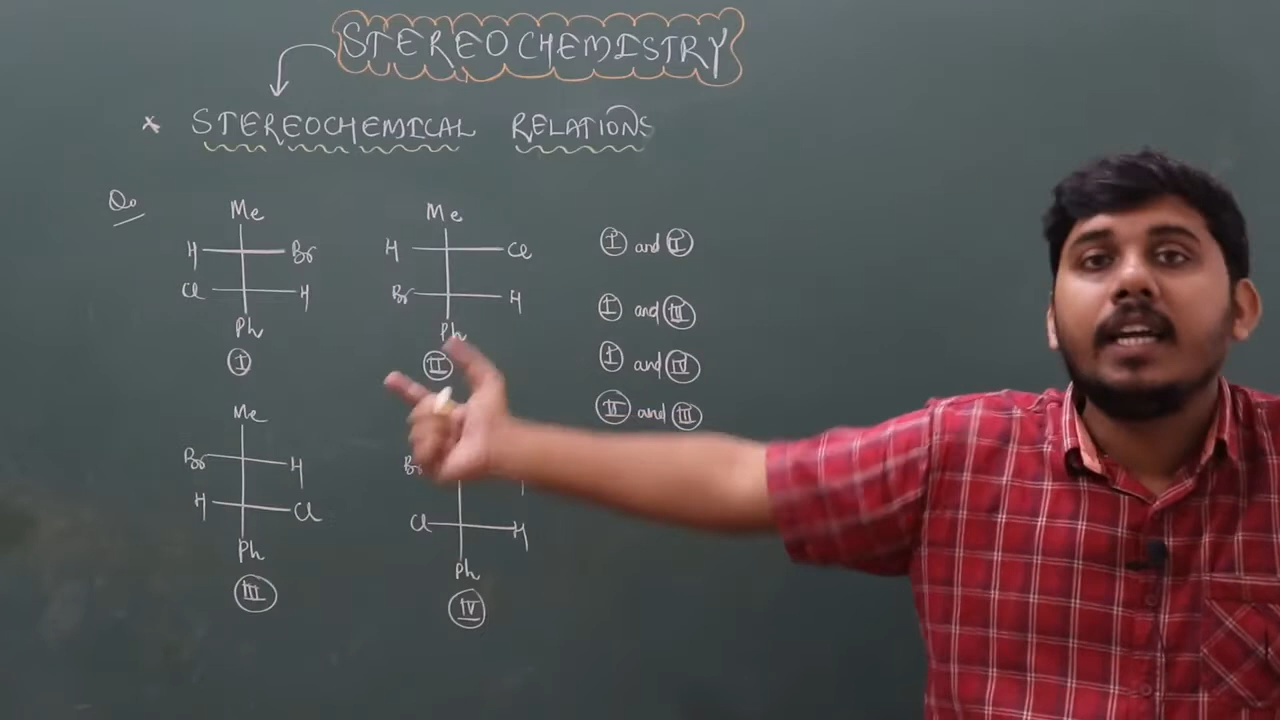 STEREOCHEMISTRY
* STEREOCHEMICAL RELATIONS
Q.
Me
H Br
Cl H
Ph
I
Me
H Cl
Br H
Ph
II
I and II
I and III
I and IV
II and III
Me
Br H
H Cl
Ph
III
Br
Cl H
Ph
IV